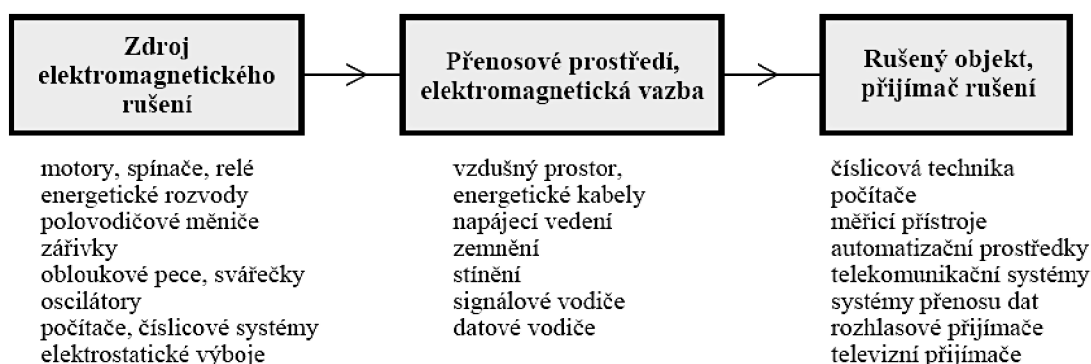 Zdroj
elektromagnetického
rušení
Přenosové prostředí,
elektromagnetická vazba
Rušený objekt,
přijímač rušení
motory, spínače, relé
energetické rozvody
polovodičové měniče
zářivky
obloukové pece, svářečky
oscilátory
počítače, číslicové systémy
elektrostatické výboje
vzdušný prostor,
energetické kabely
napájecí vedení
zemnění
stínění
signálové vodiče
datové vodiče
číslicová technika
počítače
měřicí přístroje
automatizační prostředky
telekomunikační systémy
systémy přenosu dat
rozhlasové přijímače
televizní přijímače